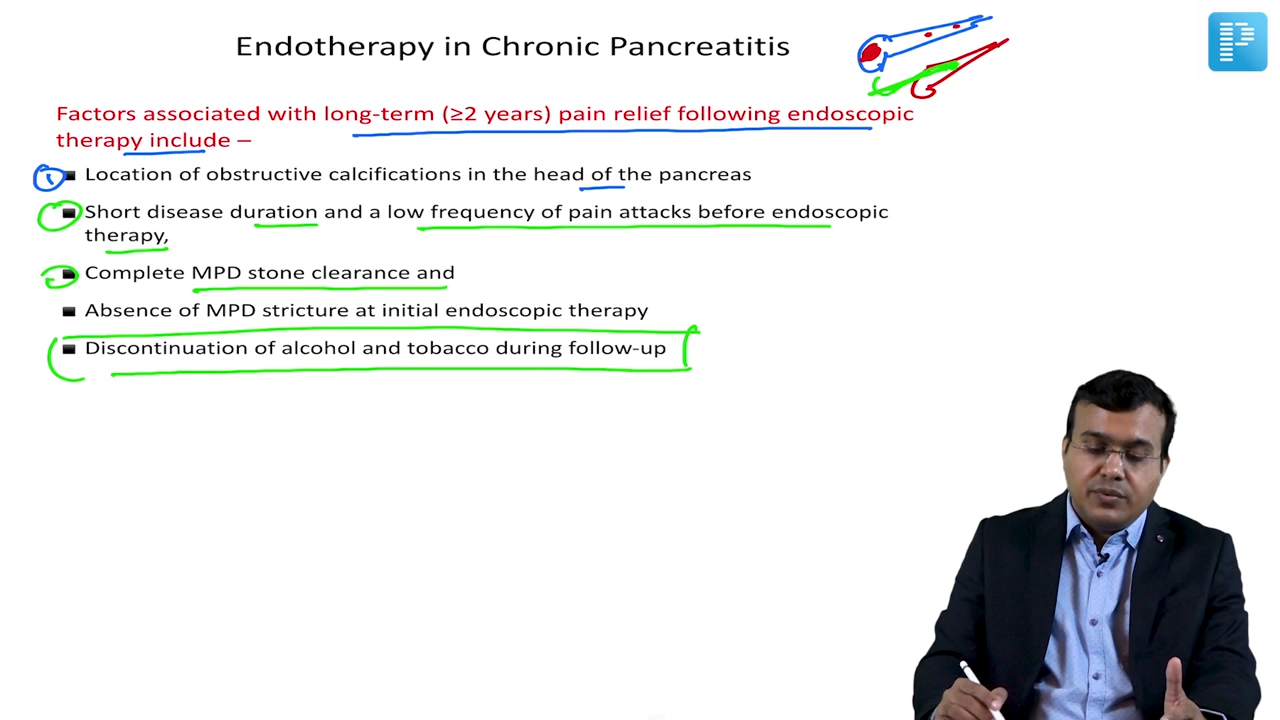 Endotherapy in Chronic Pancreatitis
Factors associated with long-term (≥2 years) pain relief following endoscopic
therapy include –
1
Location of obstructive calcifications in the head of the pancreas
Short disease duration and a low frequency of pain attacks before endoscopic
therapy,
Complete MPD stone clearance and
Absence of MPD stricture at initial endoscopic therapy
Discontinuation of alcohol and tobacco during follow-up